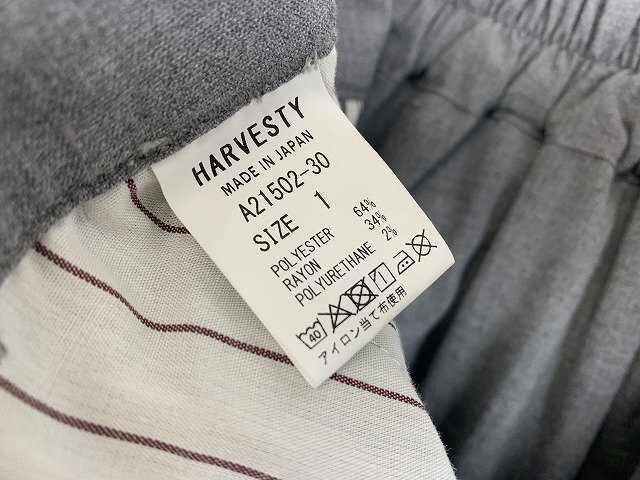 HARVESTY
MADE IN JAPAN
A21502-30
SIZE 1
POLYESTER 64%
RAYON 34%
POLYURETHANE 2%
40
アイロン当て布使用